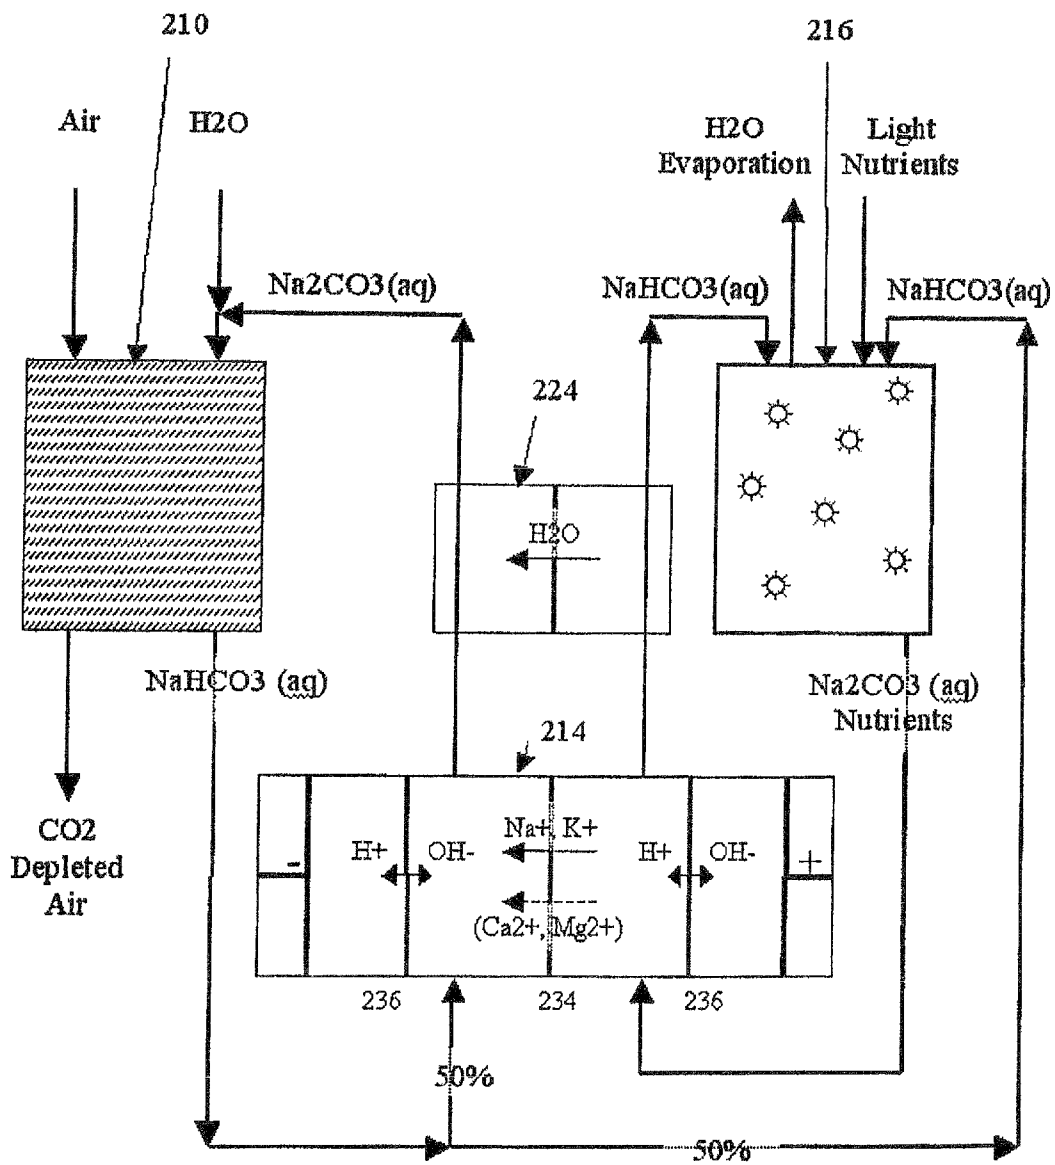 210
216
Air
H2O
H2O
Evaporation
Light
Nutrients
Na2CO3(aq)
NaHCO3(aq)
NaHCO3(aq)
224
H2O
NaHCO3 (aq)
Na2CO3 (aq)
Nutrients
214
CO2
Depleted
Air
-
H+
OH-
Na+, K+
H+
OH-
+
(Ca2+, Mg2+)
236
234
236
50%
50%